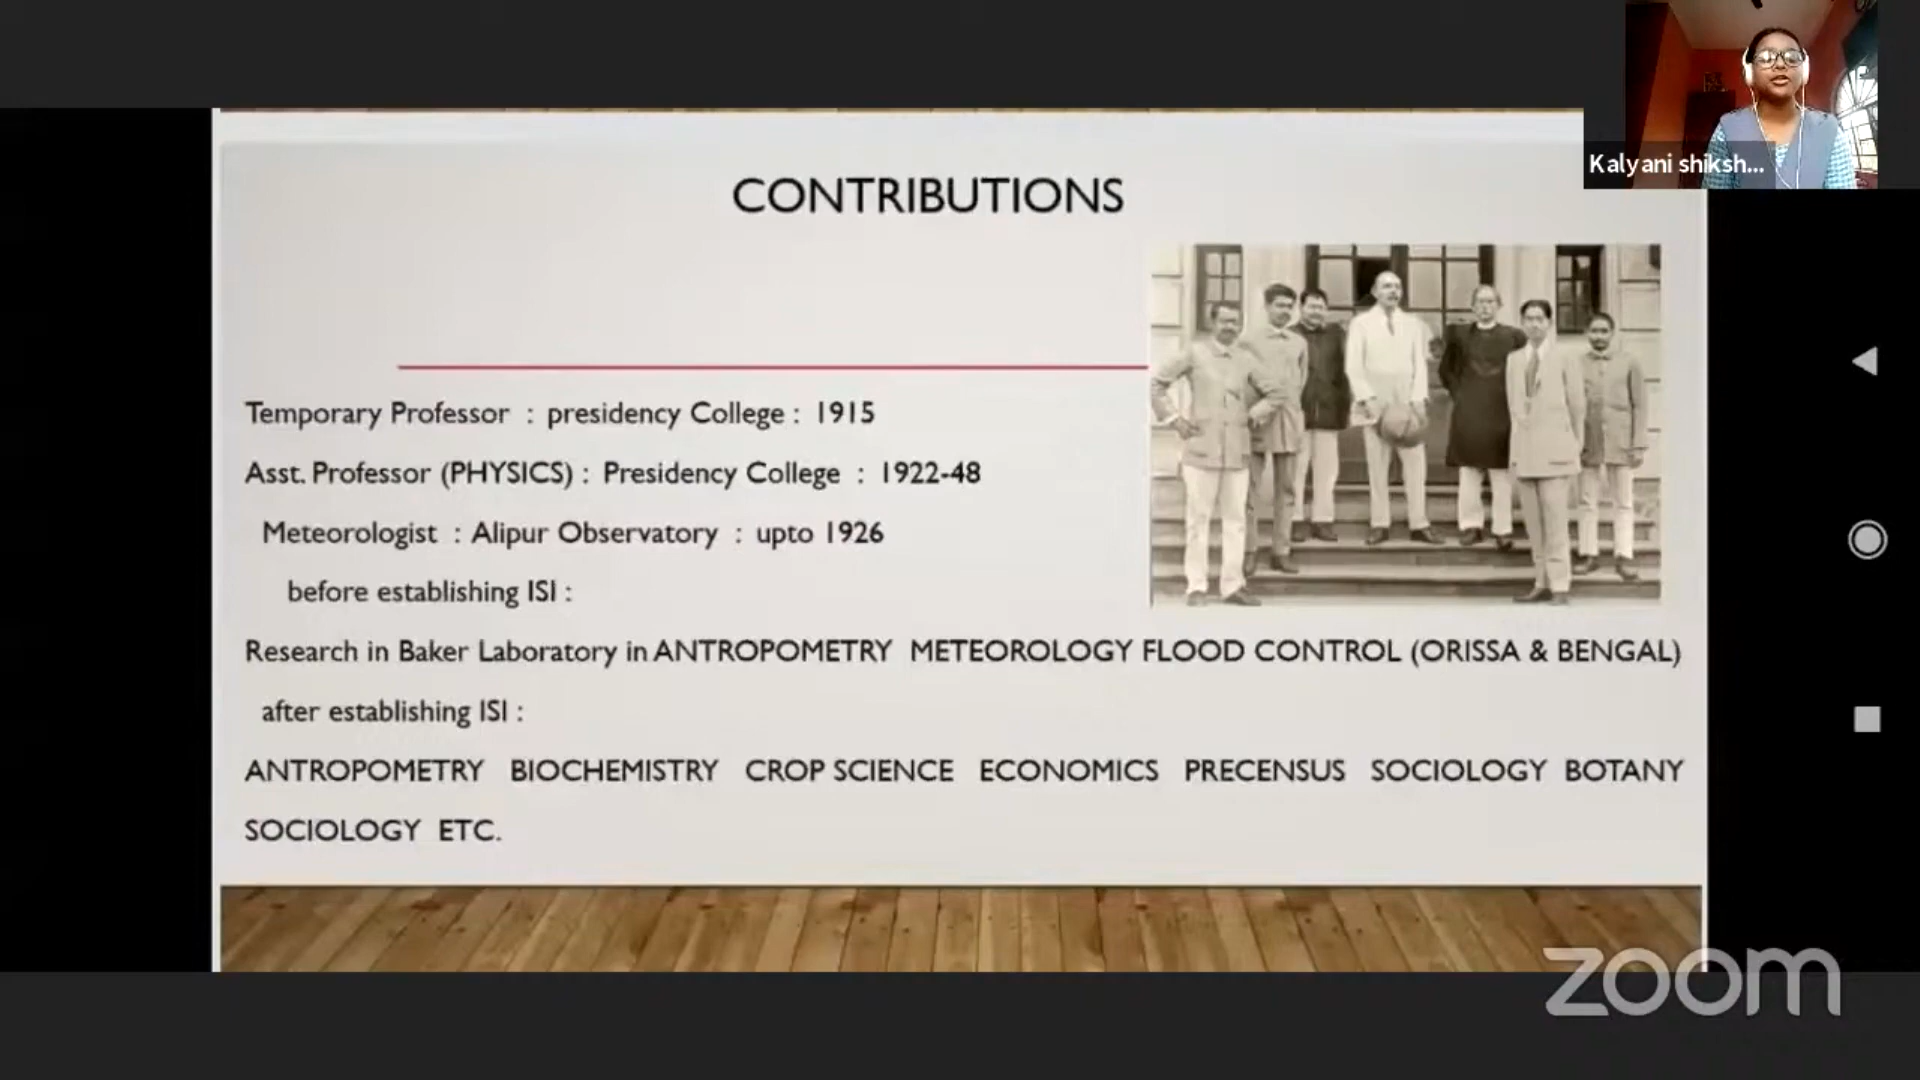 Kalyani shiksh...
CONTRIBUTIONS
Temporary Professor : presidency College : 1915
Asst. Professor (PHYSICS) : Presidency College : 1922-48
Meteorologist : Alipur Observatory : upto 1926
before establishing ISI :
Research in Baker Laboratory in ANTROPOMETRY METEOROLOGY FLOOD CONTROL (ORISSA & BENGAL)
after establishing ISI :
ANTROPOMETRY BIOCHEMISTRY CROP SCIENCE ECONOMICS PRECENSUS SOCIOLOGY BOTANY
SOCIOLOGY ETC.
zoom